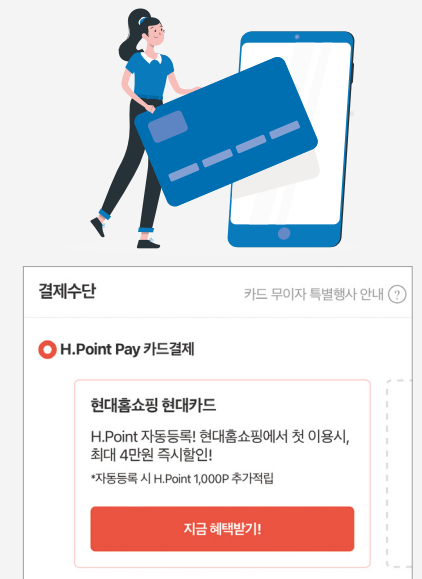 결제수단
카드 무이자 특별행사 안내 ?
H.Point Pay 카드결제
현대홈쇼핑 현대카드
H.Point 자동등록! 현대홈쇼핑에서 첫 이용시,
최대 4만원 즉시할인!
*자동등록 시 H.Point 1,000P 추가적립
지금 혜택받기!